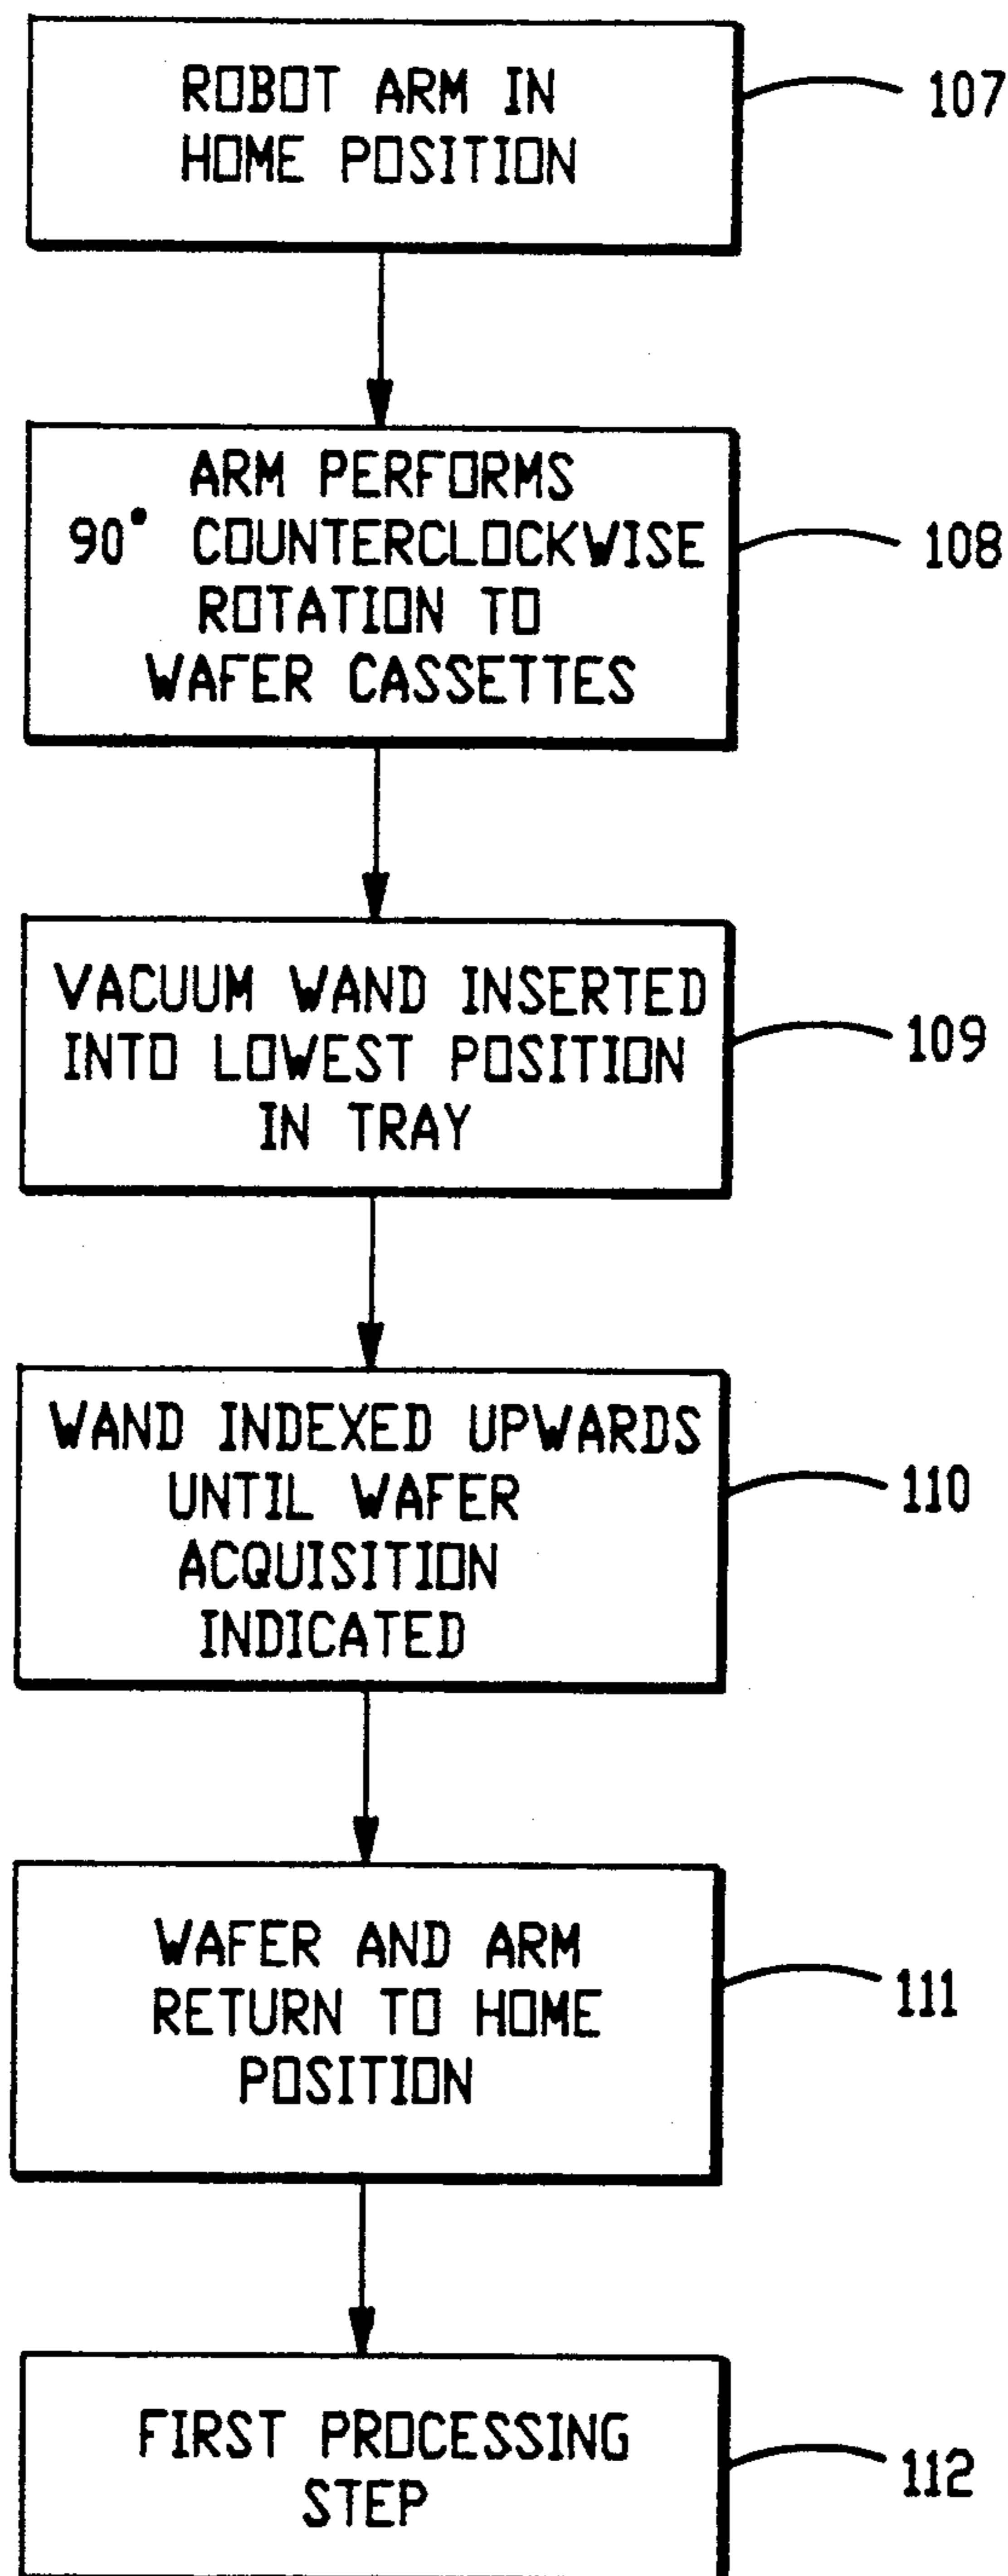 ROBOT ARM IN
HOME POSITION
107
ARM PERFORMS
90° COUNTERCLOCKWISE
ROTATION TO
WAFER CASSETTES
108
VACUUM WAND INSERTED
INTO LOWEST POSITION
IN TRAY
109
WAND INDEXED UPWARDS
UNTIL WAFER
ACQUISITION
INDICATED
110
WAFER AND ARM
RETURN TO HOME
POSITION
111
FIRST PROCESSING
STEP
112